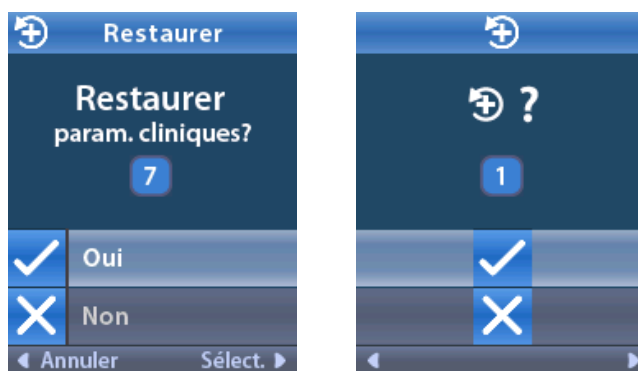 Restaurer
Restaurer
param. cliniques?
7
Oui
Non
Annuler Sélect.
?
1